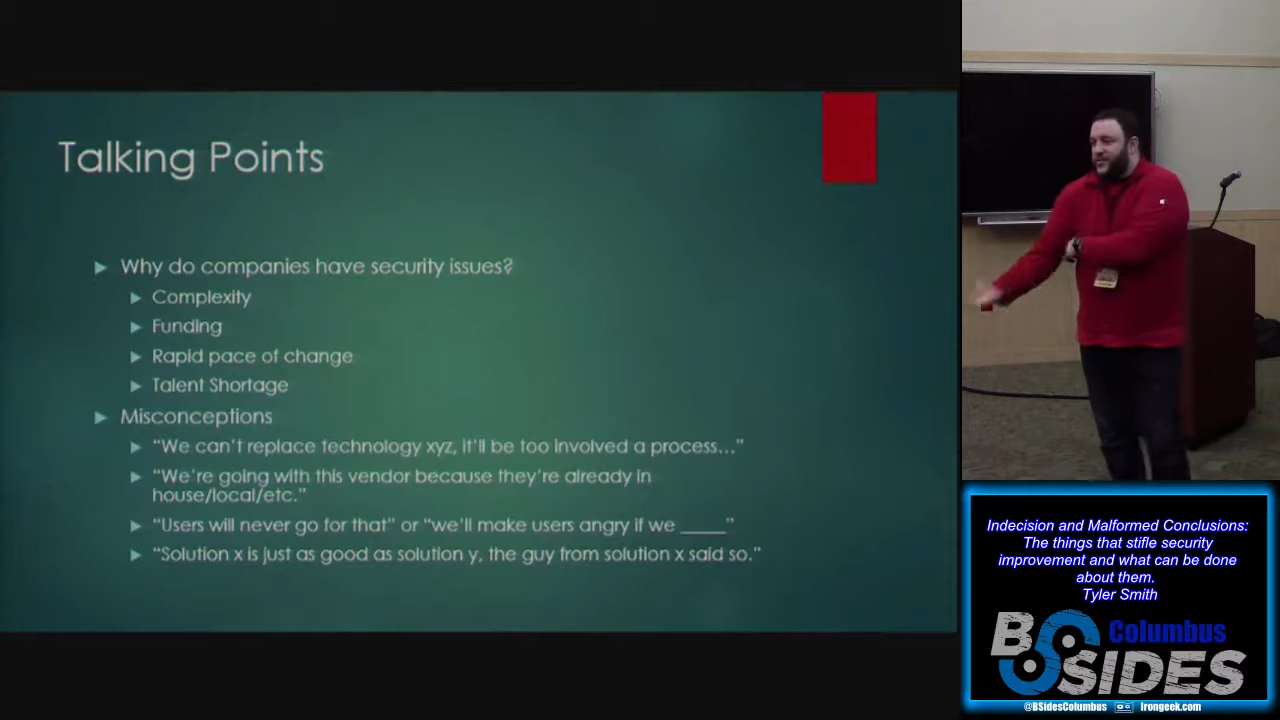 Talking Points
Why do companies have security issues?
Complexity
Funding
Rapid pace of change
Talent Shortage
Misconceptions
“We can’t replace technology xyz, it’ll be too involved a process…”
“We’re going with this vendor because they’re already in
house/local/etc.”
“Users will never go for that” or “we’ll make users angry if we _____”
“Solution x is just as good as solution y, the guy from solution x said so.”
Indecision and Malformed Conclusions:
The things that stifle security
improvement and what can be done
about them.
Tyler Smith
BSIDES Columbus
@BSidesColumbus Irongeek.com